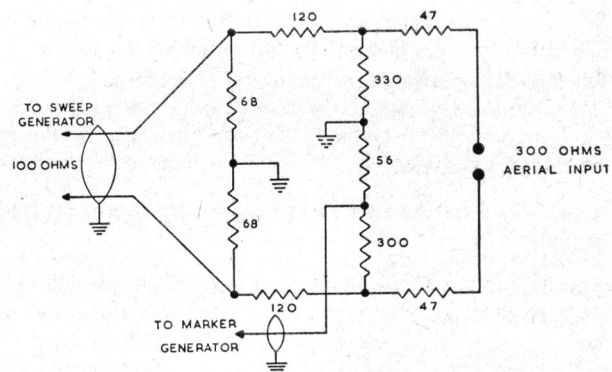 120
47
330
68
TO SWEEP
GENERATOR
100 OHMS
56
300 OHMS
AERIAL INPUT
68
300
120
47
TO MARKER
GENERATOR